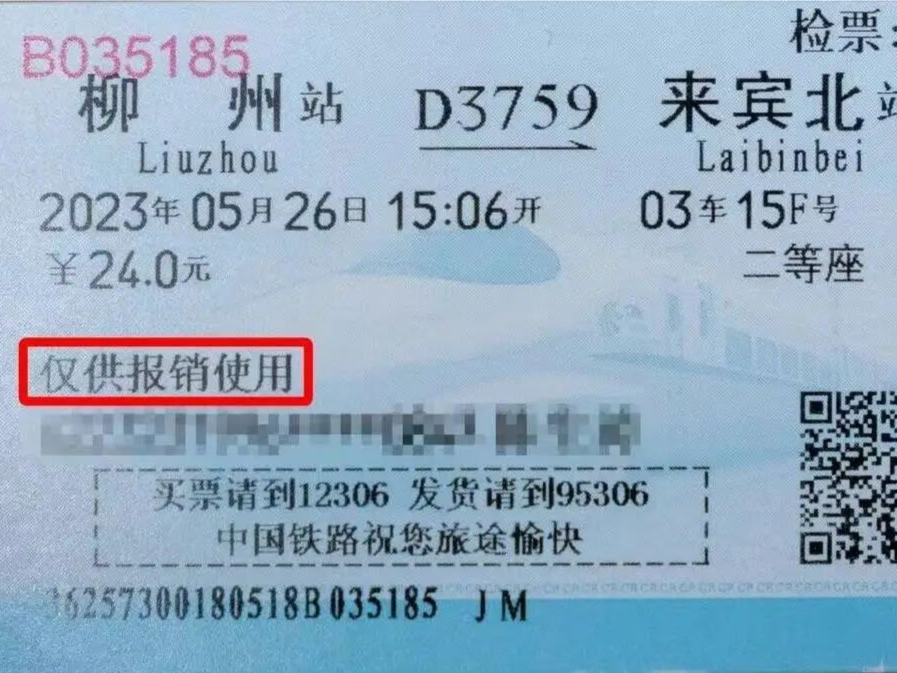 检票:
B035185
柳州站 D3759 来宾北站
Liuzhou Laibinbei
2023年05月26日 15:06开 03车15F号
¥24.0元 二等座
仅供报销使用
买票请到12306 发货请到95306
中国铁路祝您旅途愉快
36257300180518B035185 JM